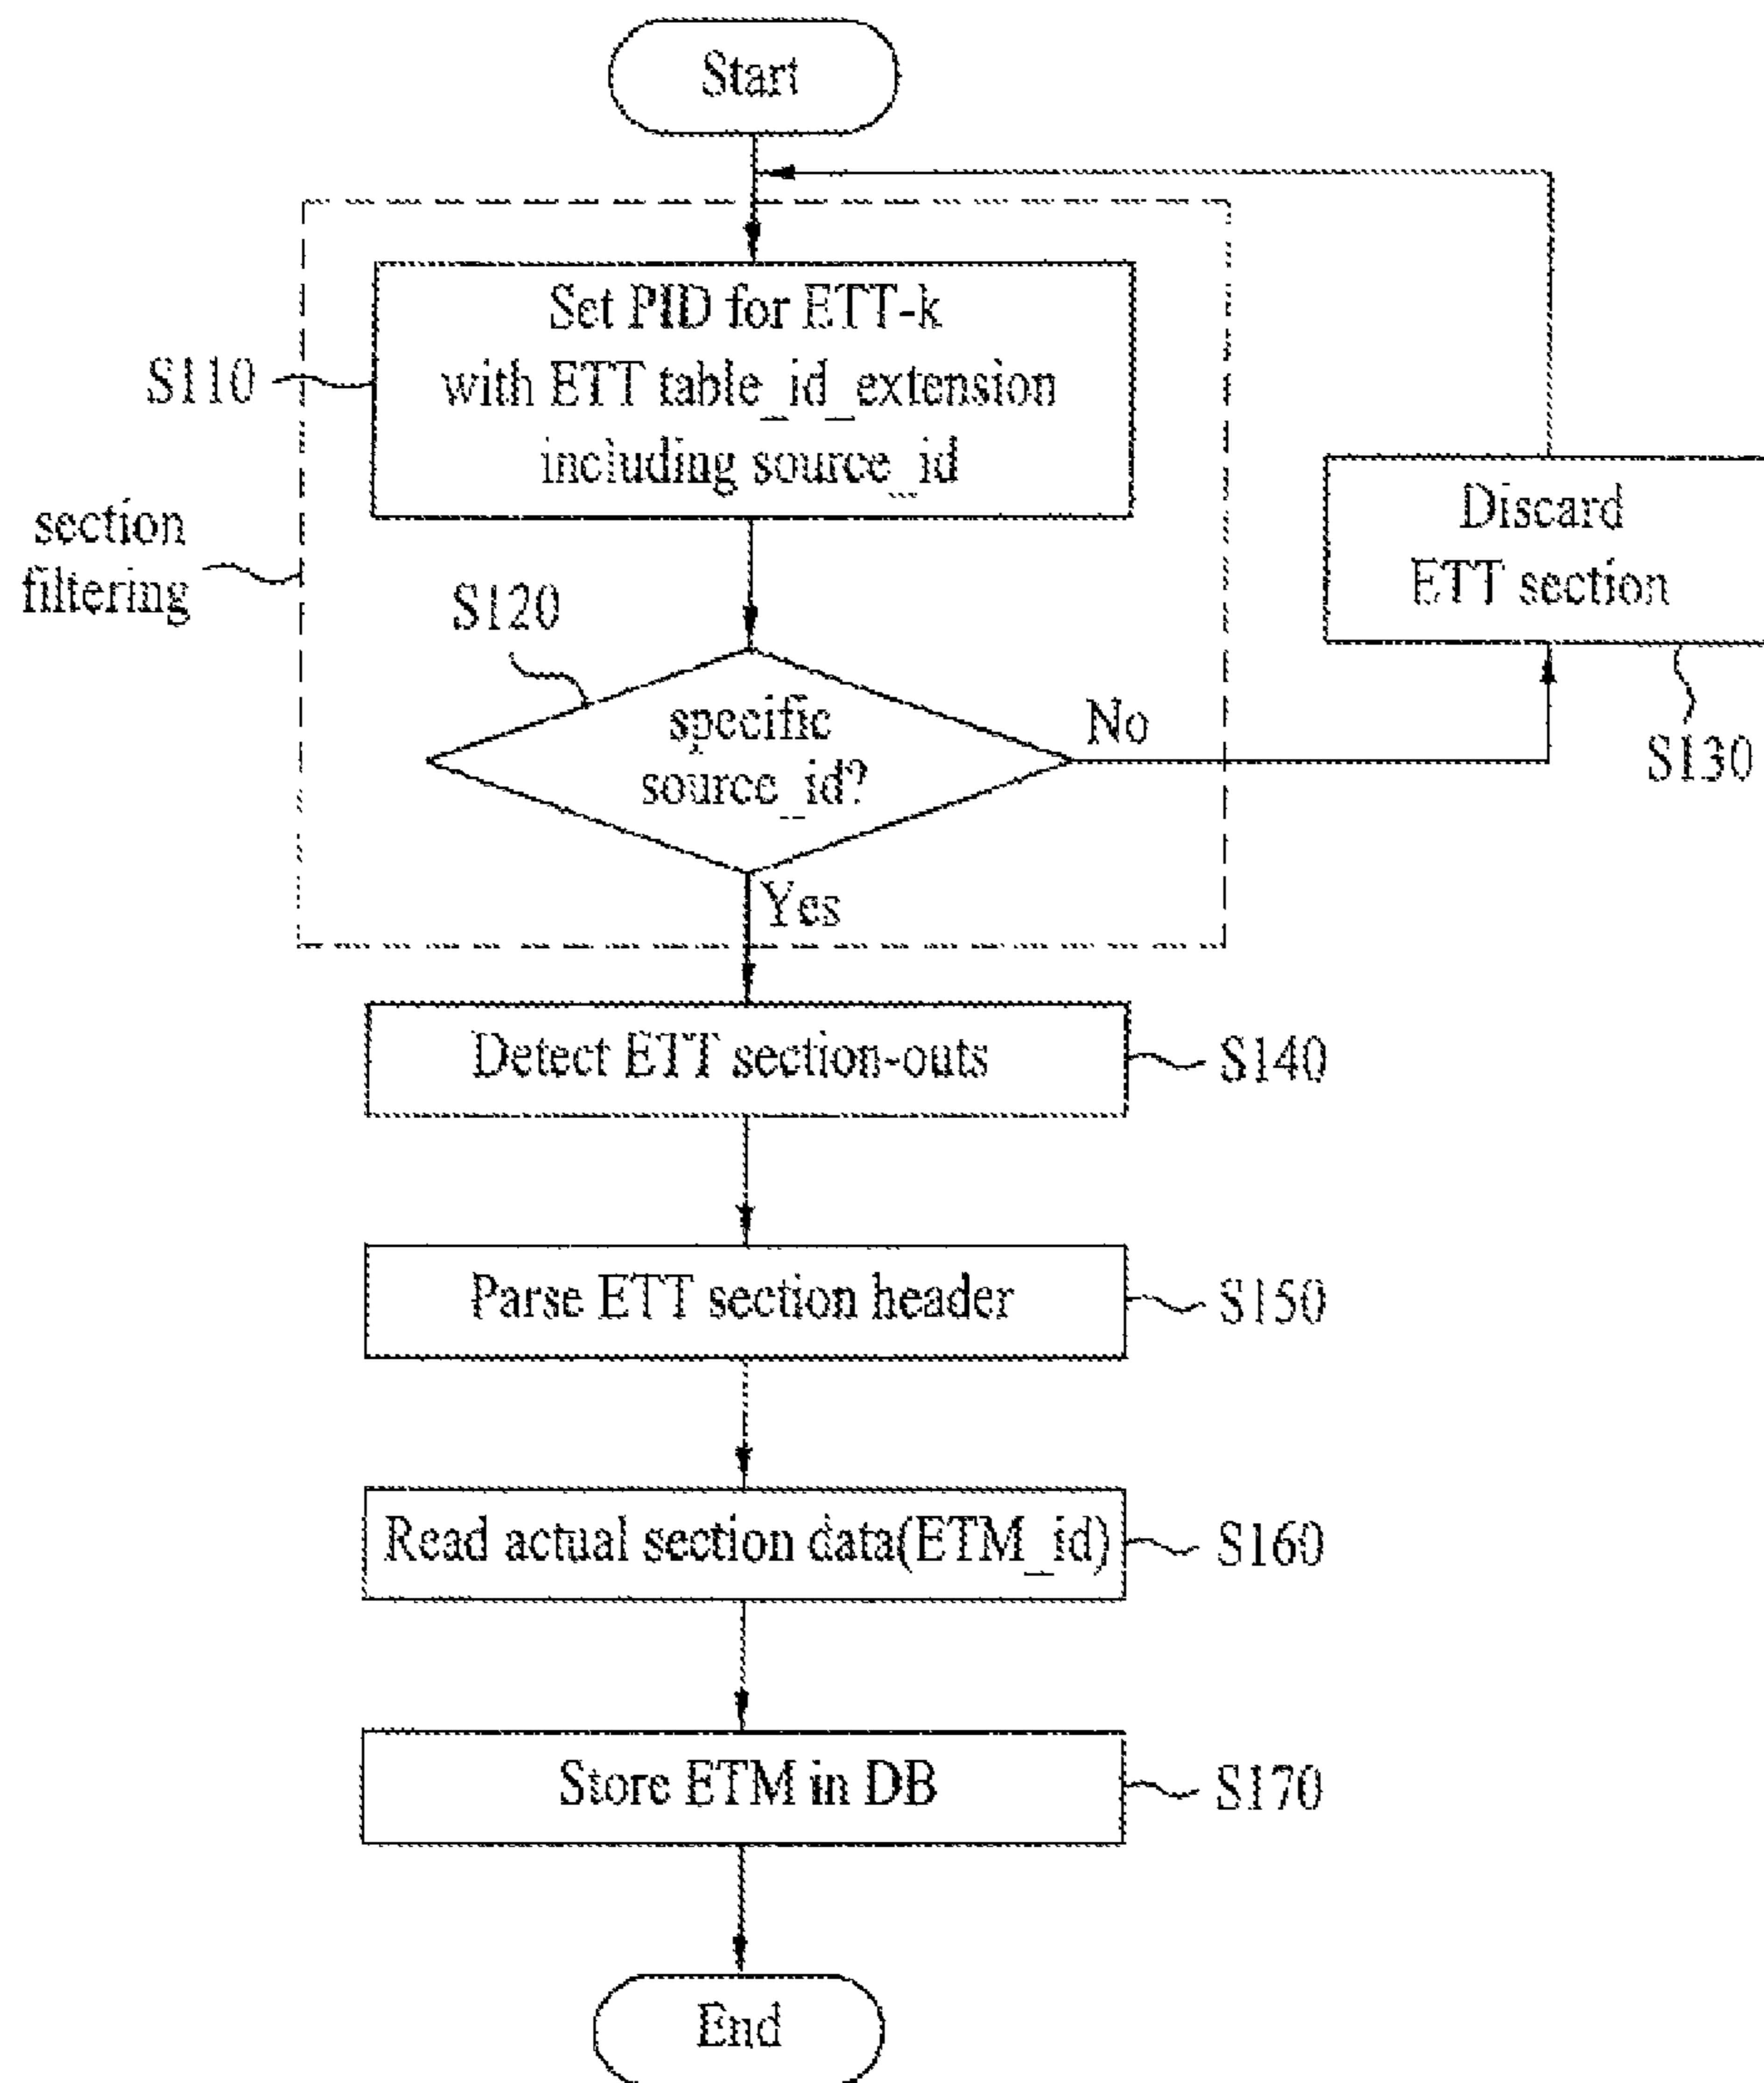 Start
Set PID for ETT-k
with ETT table_id_extension
including source_id
S110
section
filtering
Discard
ETT section
S130
S120
specific
source_id?
No
Yes
Detect ETT section-outs
S140
Parse ETT section header
S150
Read actual section data(ETM_id)
S160
Store ETM in DB
S170
End